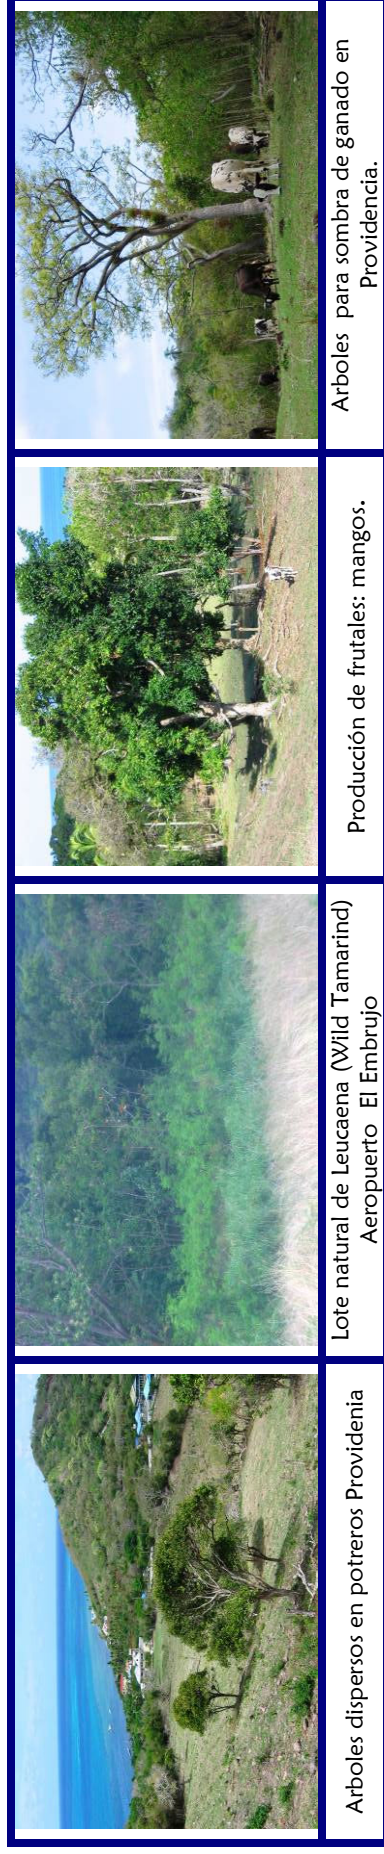 Arboles dispersos en potreros Providenia
Lote natural de Leucaena (Wild Tamarind)
Aeropuerto El Embrujo
Producción de frutales: mangos.
Arboles para sombra de ganado en
Providencia.